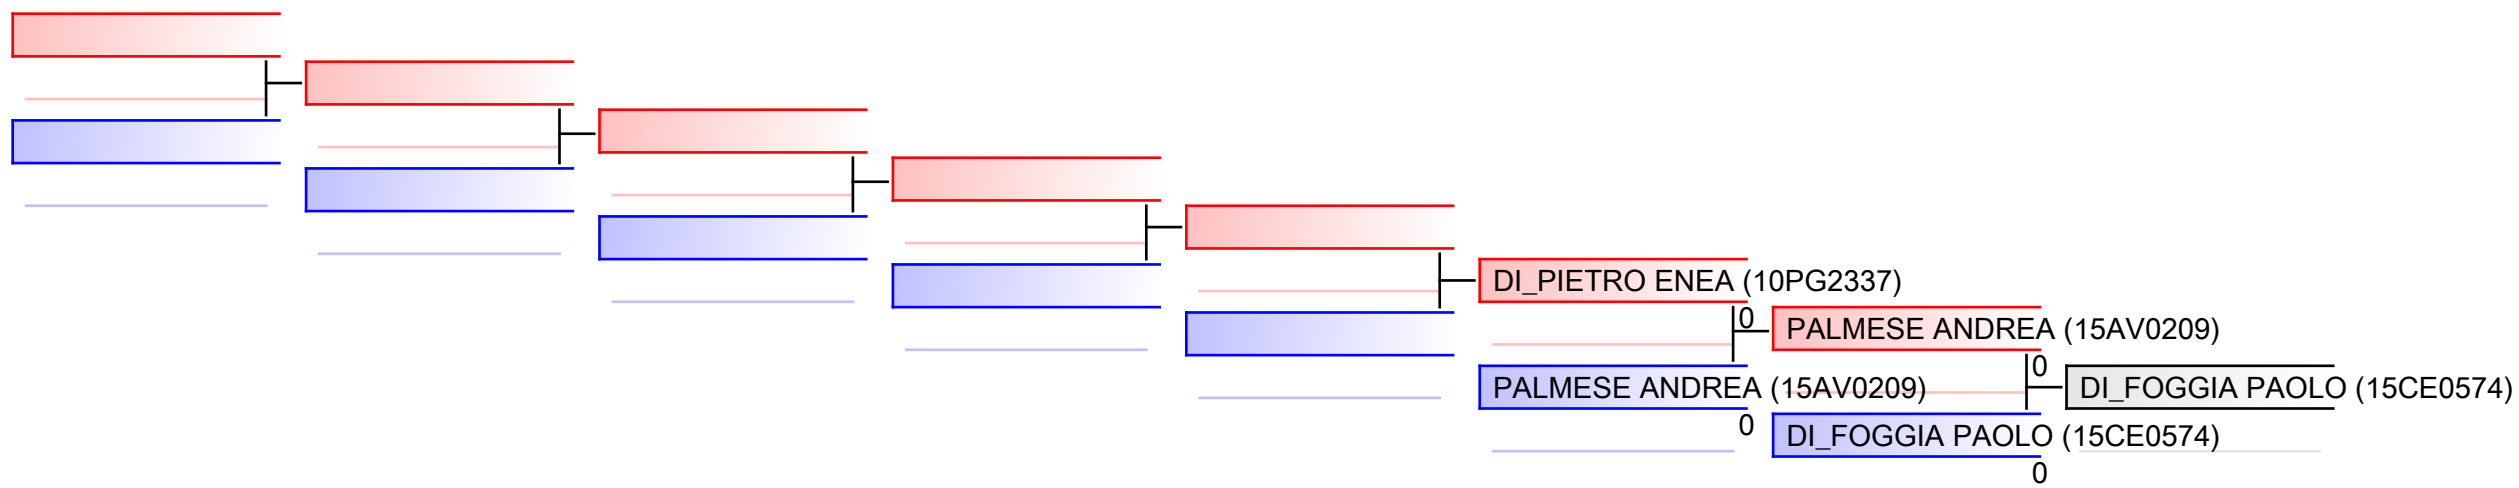 DI_PIETRO ENEA (10PG2337)
0
PALMESE ANDREA (15AV0209)
0
PALMESE ANDREA (15AV0209)
DI_FOGGIA PAOLO (15CE0574)
0
DI_FOGGIA PAOLO (15CE0574)
0